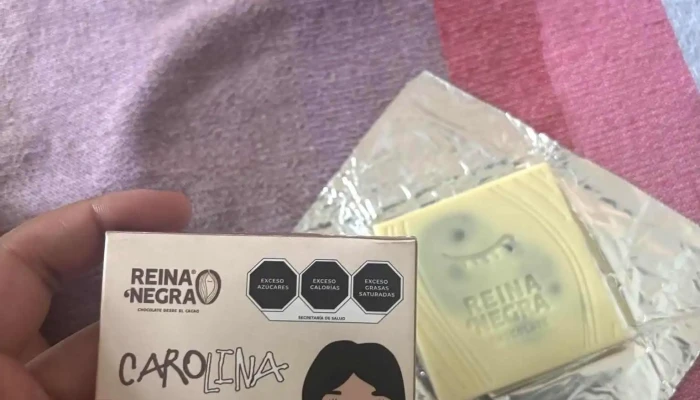 REINA®
NEGRA
CHOCOLATE DESDE EL CACAO
EXCESO
AZÚCARES
EXCESO
CALORÍAS
EXCESO
GRASAS
SATURADAS
SECRETARÍA DE SALUD
CAROLINA
REINA
NEGRA